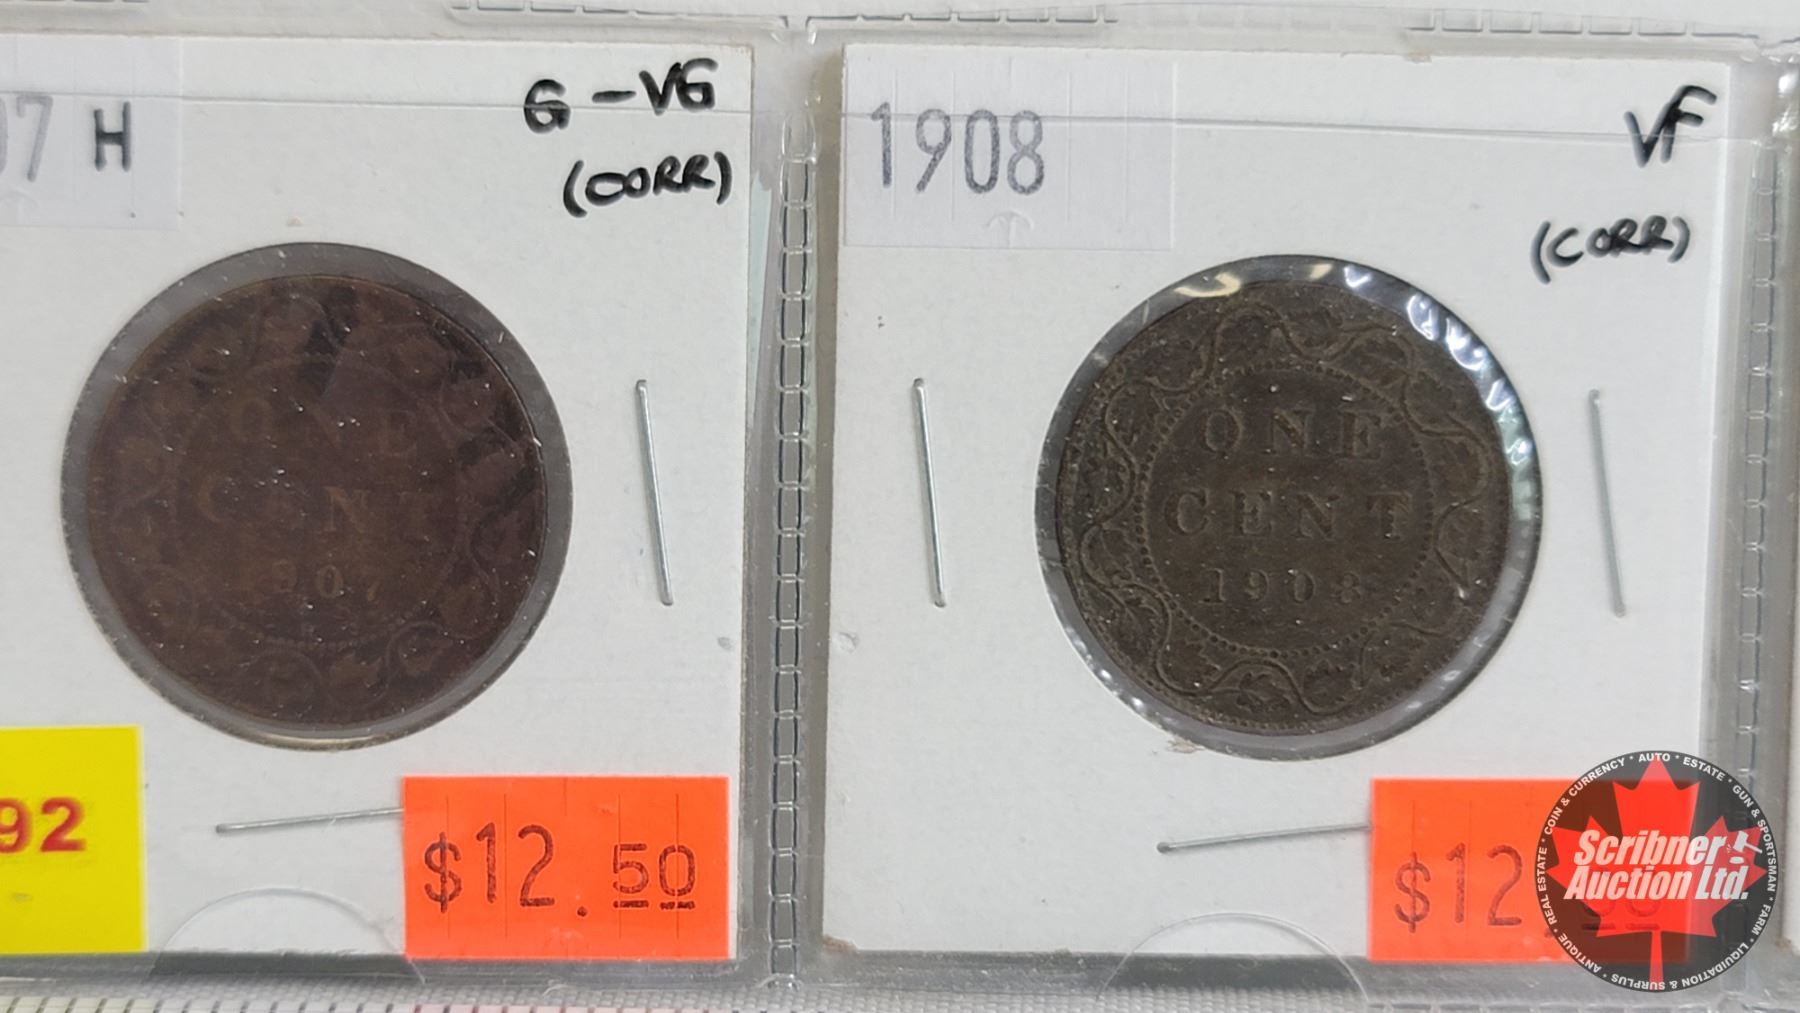 07 H
G-VG
(CORR)
ONE
CENT
1907
92
$12.50
1908
VF
(CORR)
ONE
CENT
1908
$12
Scribner
Auction Ltd.
REAL ESTATE • COIN & CURRENCY • AUTO • ESTATE • GUN & SPORTSMAN • FARM • LIQUIDATION & SURPLUS • ANTIQUE •